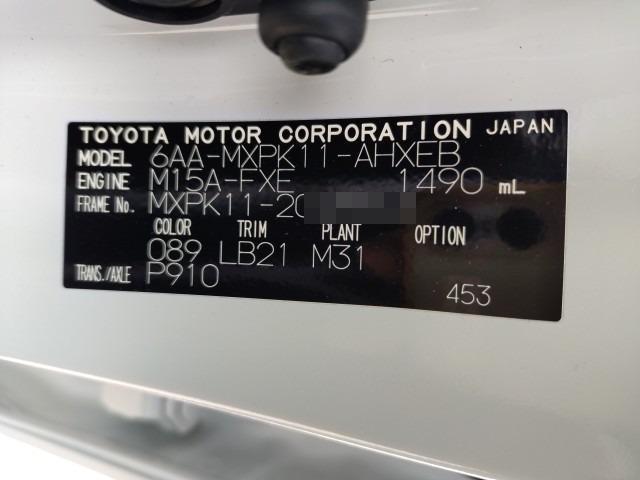 TOYOTA MOTOR CORPORATION JAPAN
MODEL 6AA-MXPK11-AHXEB
ENGINE M15A-FXE 1490 mL
FRAME No. MXPK11-20
COLOR TRIM PLANT OPTION
089 LB21 M31
TRANS./AXLE P910
453